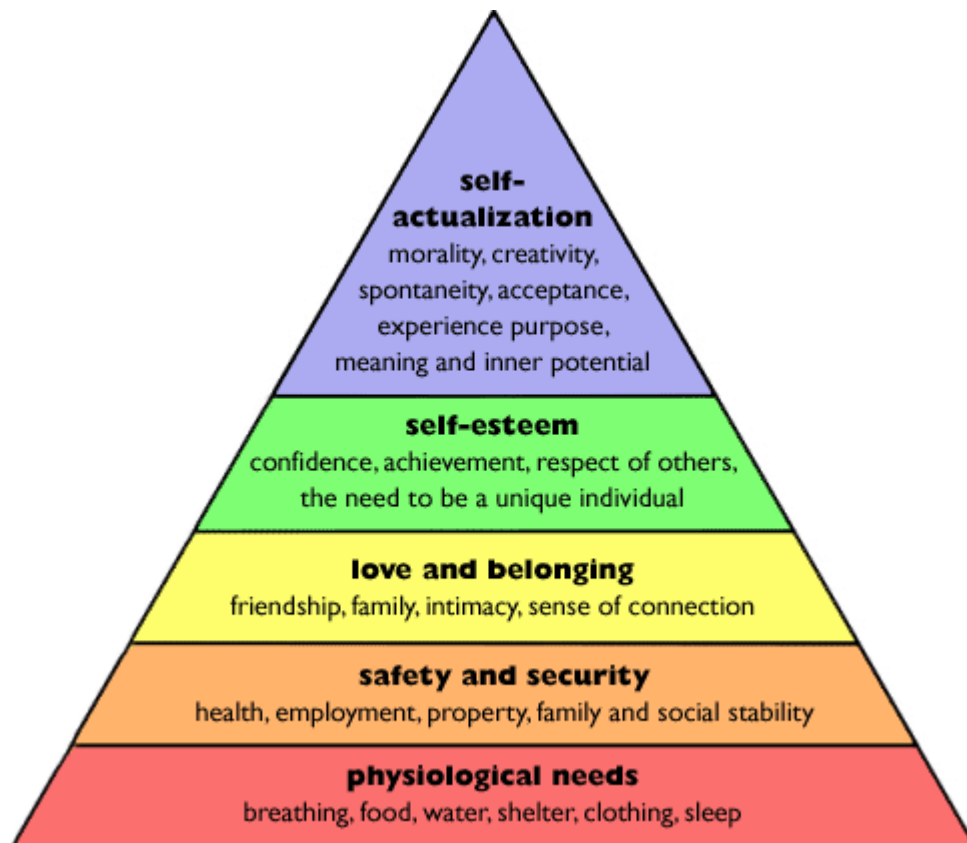 self-
actualization
morality, creativity,
spontaneity, acceptance,
experience purpose,
meaning and inner potential
self-esteem
confidence, achievement, respect of others,
the need to be a unique individual
love and belonging
friendship, family, intimacy, sense of connection
safety and security
health, employment, property, family and social stability
physiological needs
breathing, food, water, shelter, clothing, sleep